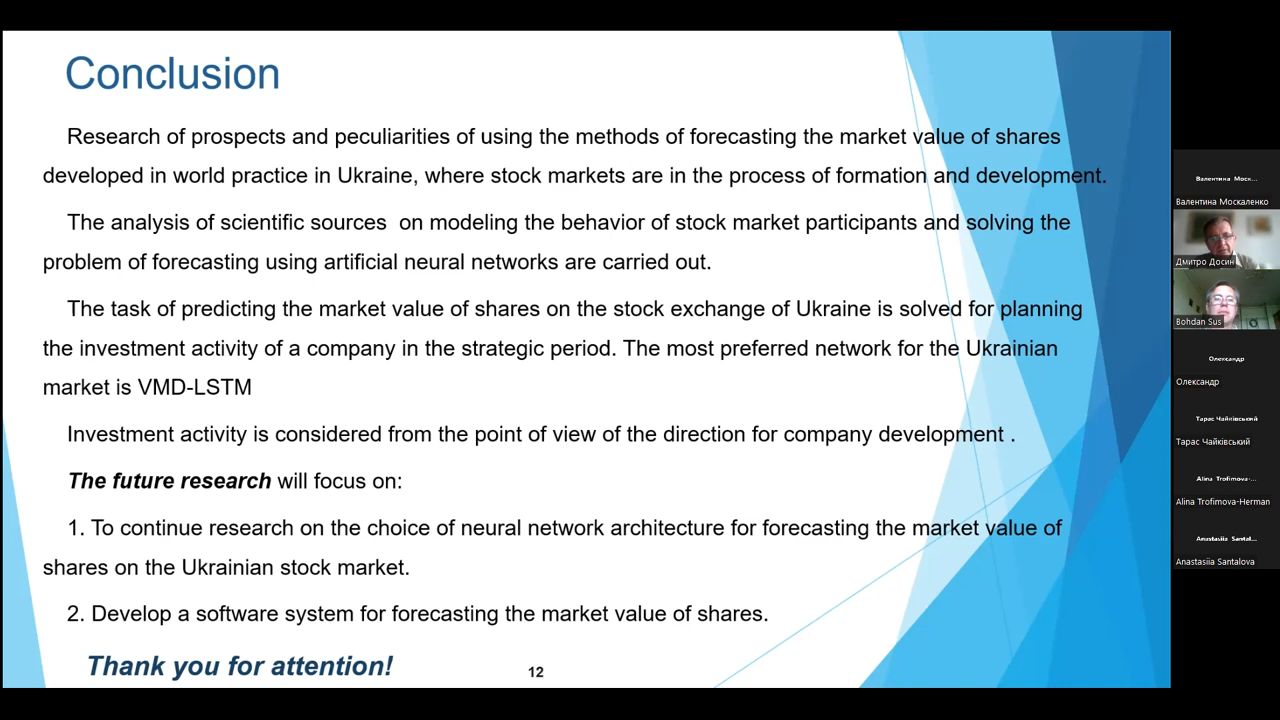 Conclusion
Research of prospects and peculiarities of using the methods of forecasting the market value of shares
developed in world practice in Ukraine, where stock markets are in the process of formation and development.
The analysis of scientific sources on modeling the behavior of stock market participants and solving the
problem of forecasting using artificial neural networks are carried out.
The task of predicting the market value of shares on the stock exchange of Ukraine is solved for planning
the investment activity of a company in the strategic period. The most preferred network for the Ukrainian
market is VMD-LSTM
Investment activity is considered from the point of view of the direction for company development .
The future research will focus on:
1. To continue research on the choice of neural network architecture for forecasting the market value of
shares on the Ukrainian stock market.
2. Develop a software system for forecasting the market value of shares.
Thank you for attention!
12
Валентина Моск...
Валентина Москаленко
Дмитро Досин
Bohdan Sus
Олександр
Олександр
Тарас Чайківський
Тарас Чайківський
Alina Trofimova-...
Alina Trofimova-Herman
Anastasiia Santal...
Anastasiia Santalova